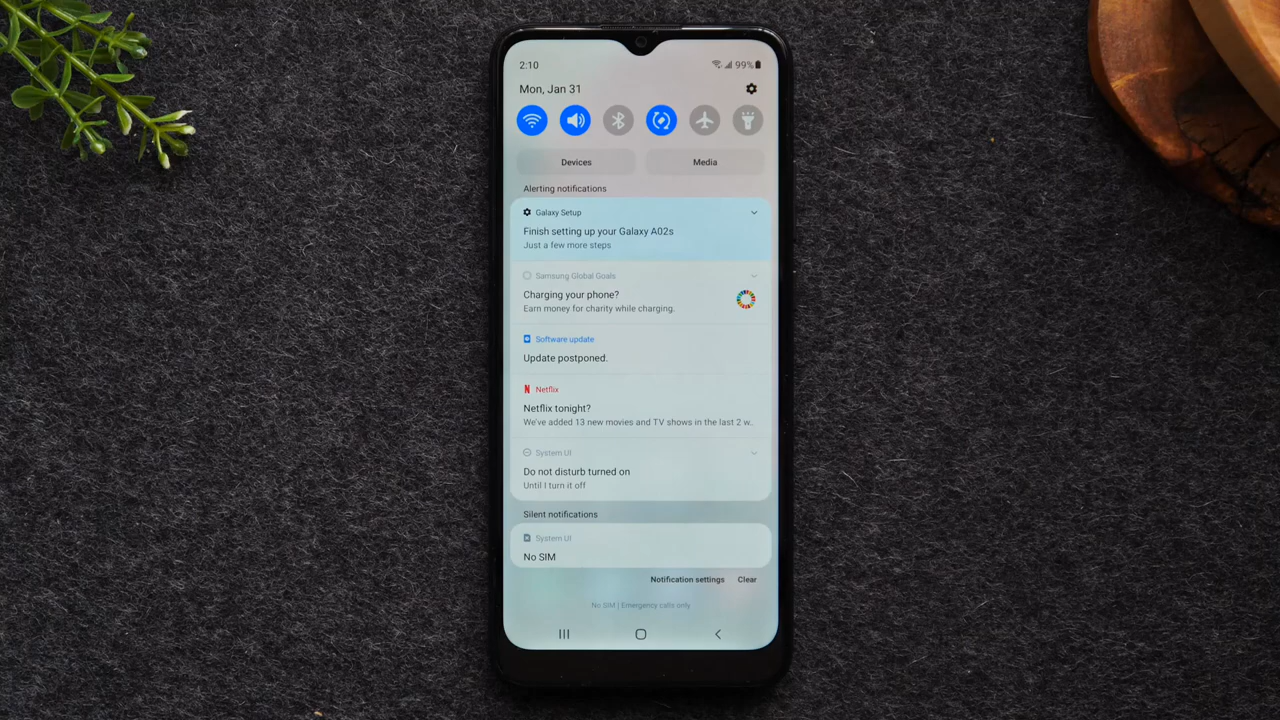 2:10 99%
Mon, Jan 31
Devices Media
Alerting notifications
Galaxy Setup
Finish setting up your Galaxy A02s
Just a few more steps
Samsung Global Goals
Charging your phone?
Earn money for charity while charging.
Software update
Update postponed.
Netflix
Netflix tonight?
We've added 13 new movies and TV shows in the last 2 w..
System UI
Do not disturb turned on
Until I turn it off
Silent notifications
System UI
No SIM
Notification settings Clear
No SIM | Emergency calls only